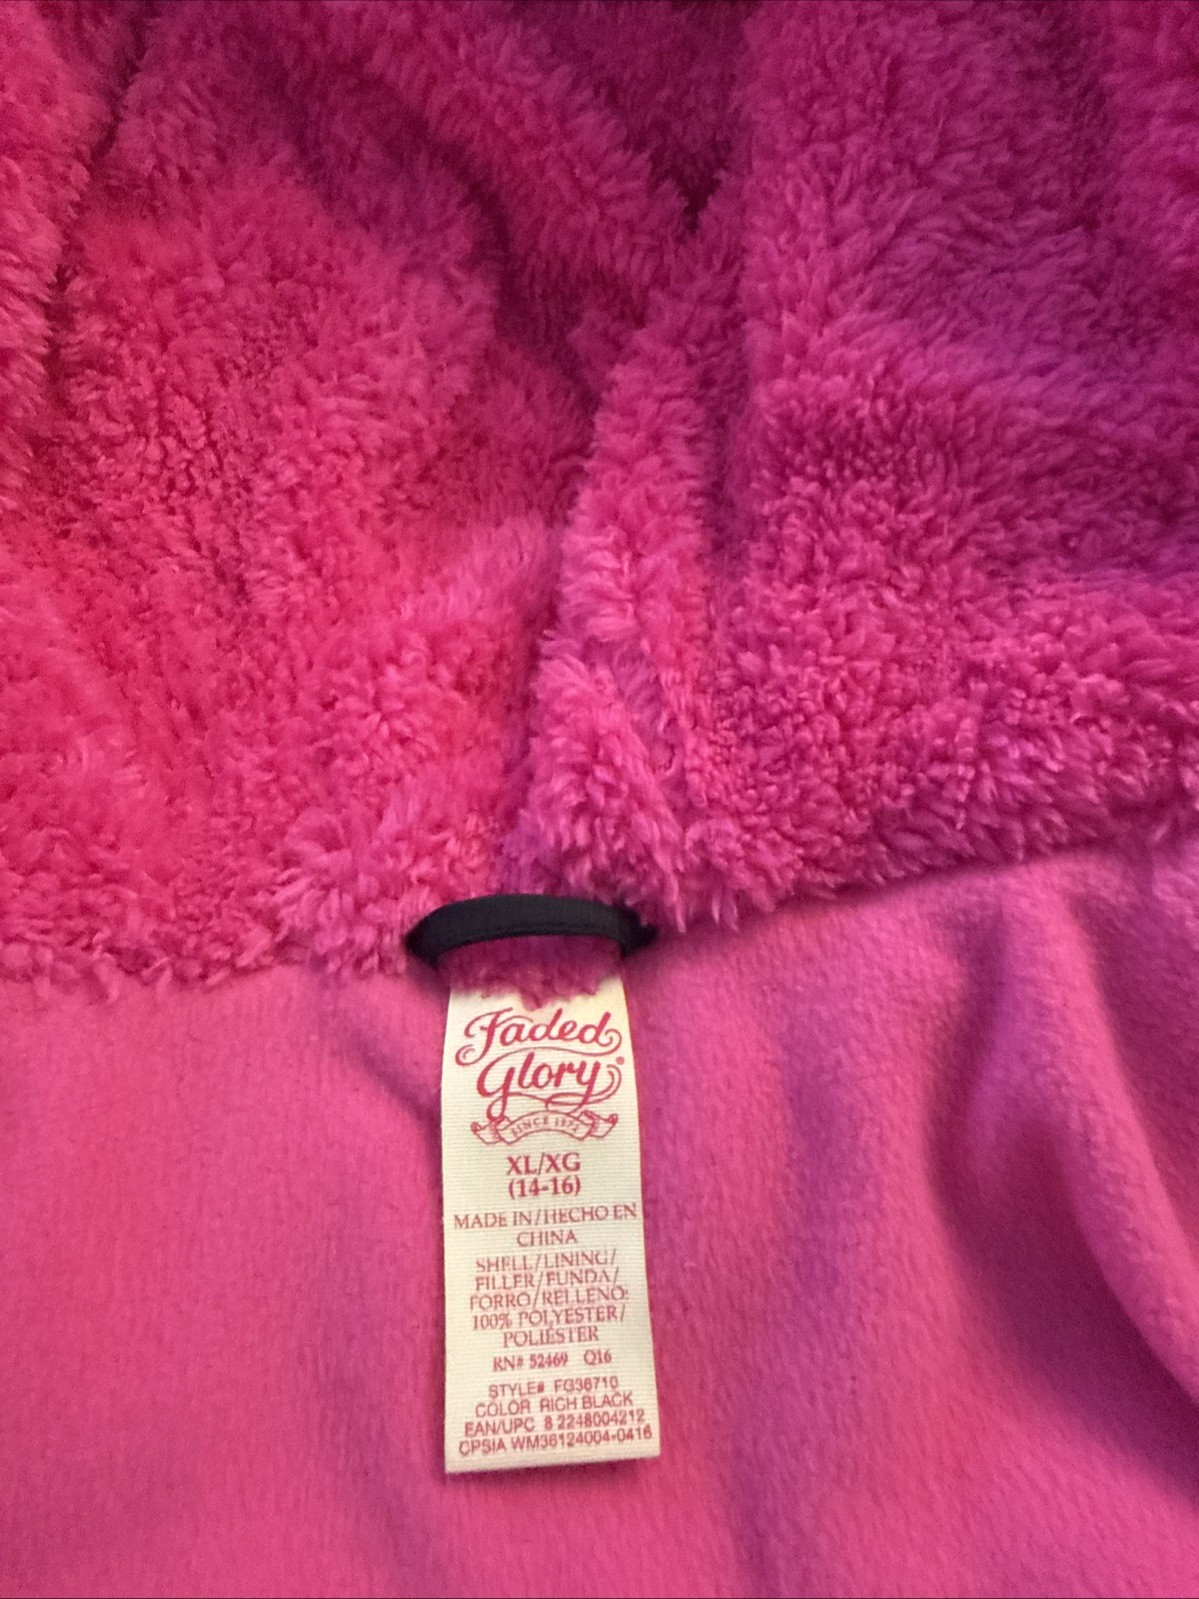 Faded
Glory®
SINCE 1972
XL/XG
(14-16)
MADE IN/HECHO EN
CHINA
SHELL/LINING/
FILLER/FUNDA/
FORRO/RELLENO:
100% POLYESTER/
POLIÉSTER
RN# 52469 Q16
STYLE# FG36710
COLOR RICH BLACK
EAN/UPC 8 2248004212
CPSIA WM36124004-0416